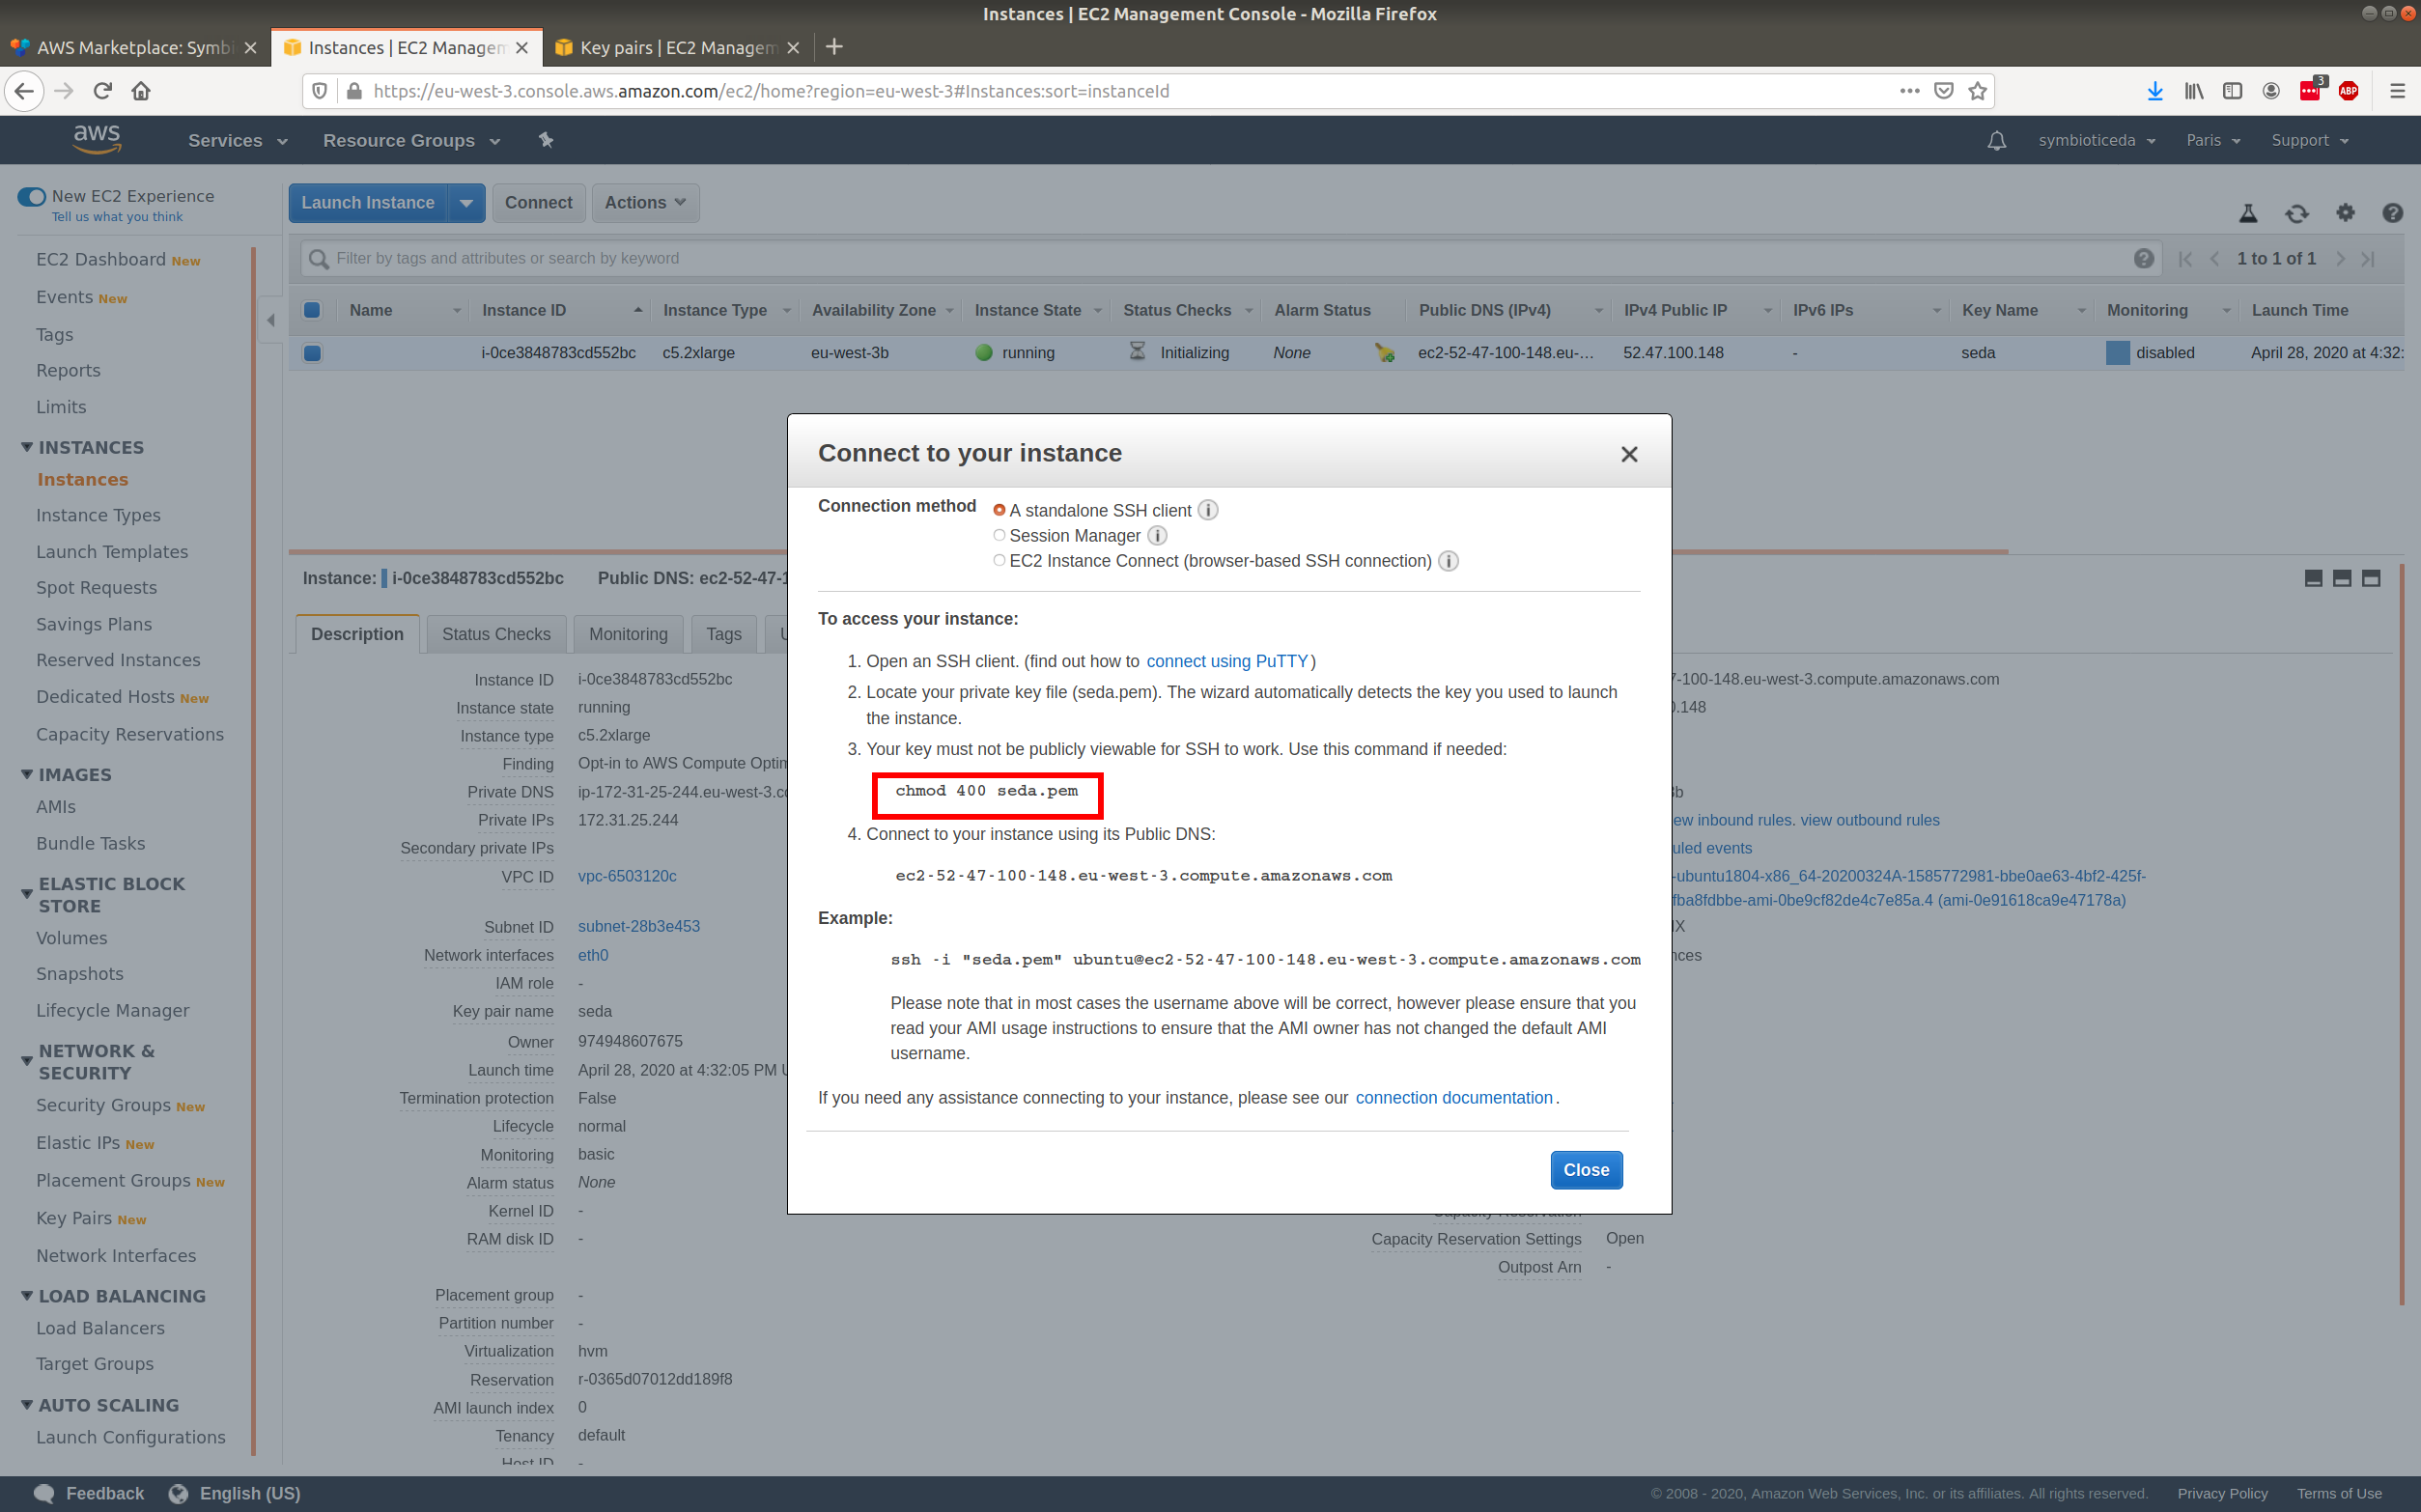 Instances | EC2 Management Console - Mozilla Firefox
AWS Marketplace: Symbi
Instances | EC2 Managem
Key pairs | EC2 Managem
https://eu-west-3.console.aws.amazon.com/ec2/home?region=eu-west-3#Instances:sort=instanceId
3
ABP
aws
Services
Resource Groups
symbioticeda
Paris
Support
New EC2 Experience
Tell us what you think
EC2 Dashboard New
Events New
Tags
Reports
Limits
INSTANCES
Instances
Instance Types
Launch Templates
Spot Requests
Savings Plans
Reserved Instances
Dedicated Hosts New
Capacity Reservations
IMAGES
AMIs
Bundle Tasks
ELASTIC BLOCK
STORE
Volumes
Snapshots
Lifecycle Manager
NETWORK &
SECURITY
Security Groups New
Elastic IPs New
Placement Groups New
Key Pairs New
Network Interfaces
LOAD BALANCING
Load Balancers
Target Groups
AUTO SCALING
Launch Configurations
Launch Instance
Connect
Actions
Filter by tags and attributes or search by keyword
1 to 1 of 1
Name Instance ID Instance Type Availability Zone Instance State Status Checks Alarm Status Public DNS (IPv4) IPv4 Public IP IPv6 IPs Key Name Monitoring Launch Time
i-0ce3848783cd552bc c5.2xlarge eu-west-3b running Initializing None ec2-52-47-100-148.eu-... 52.47.100.148 - seda disabled April 28, 2020 at 4:32:
Instance: i-0ce3848783cd552bc Public DNS: ec2-52-47-1
Description
Status Checks
Monitoring
Tags
Instance ID i-0ce3848783cd552bc
Instance state running
Instance type c5.2xlarge
Finding Opt-in to AWS Compute Optim
Private DNS ip-172-31-25-244.eu-west-3.co
Private IPs 172.31.25.244
Secondary private IPs
VPC ID vpc-6503120c
Subnet ID subnet-28b3e453
Network interfaces eth0
IAM role -
Key pair name seda
Owner 974948607675
Launch time April 28, 2020 at 4:32:05 PM U
Termination protection False
Lifecycle normal
Monitoring basic
Alarm status None
Kernel ID -
RAM disk ID -
Placement group -
Partition number -
Virtualization hvm
Reservation r-0365d07012dd189f8
AMI launch index 0
Tenancy default
Host ID -
Connect to your instance
Connection method
A standalone SSH client
Session Manager
EC2 Instance Connect (browser-based SSH connection)
To access your instance:
1. Open an SSH client. (find out how to connect using PuTTY)
2. Locate your private key file (seda.pem). The wizard automatically detects the key you used to launch
the instance.
3. Your key must not be publicly viewable for SSH to work. Use this command if needed:
chmod 400 seda.pem
4. Connect to your instance using its Public DNS:
ec2-52-47-100-148.eu-west-3.compute.amazonaws.com
Example:
ssh -i "seda.pem" ubuntu@ec2-52-47-100-148.eu-west-3.compute.amazonaws.com
Please note that in most cases the username above will be correct, however please ensure that you
read your AMI usage instructions to ensure that the AMI owner has not changed the default AMI
username.
If you need any assistance connecting to your instance, please see our connection documentation.
Close
7-100-148.eu-west-3.compute.amazonaws.com
0.148
3b
ew inbound rules. view outbound rules
uled events
-ubuntu1804-x86_64-20200324A-1585772981-bbe0ae63-4bf2-425f-
fba8fdbbe-ami-0be9cf82de4c7e85a.4 (ami-0e91618ca9e47178a)
IX
nces
Capacity Reservation
Capacity Reservation Settings Open
Outpost Arn -
Feedback
English (US)
© 2008 - 2020, Amazon Web Services, Inc. or its affiliates. All rights reserved.
Privacy Policy
Terms of Use